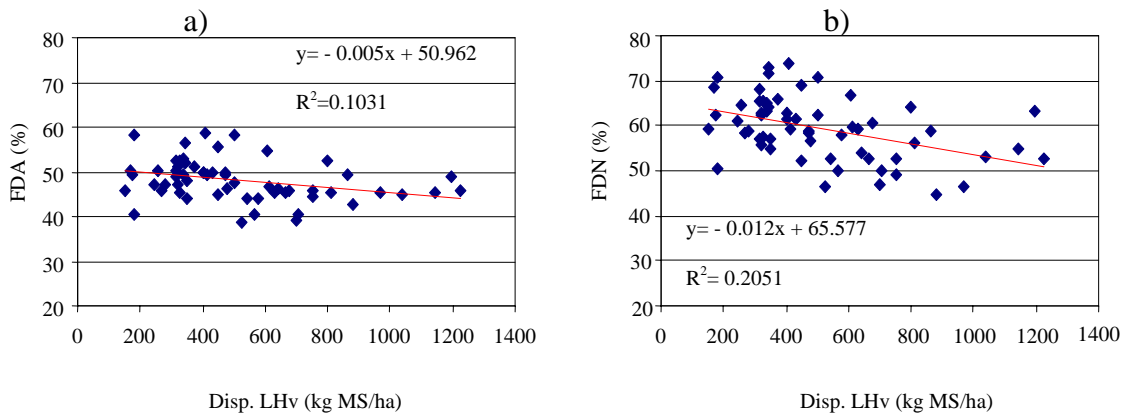 a)
y= - 0.005x + 50.962
R²=0.1031
FDA (%)
80
70
60
50
40
30
20
0 200 400 600 800 1000 1200 1400
Disp. LHv (kg MS/ha)
b)
FDN (%)
80
70
60
50
40
30
20
y= - 0.012x + 65.577
R²= 0.2051
0 200 400 600 800 1000 1200 1400
Disp. LHv (kg MS/ha)